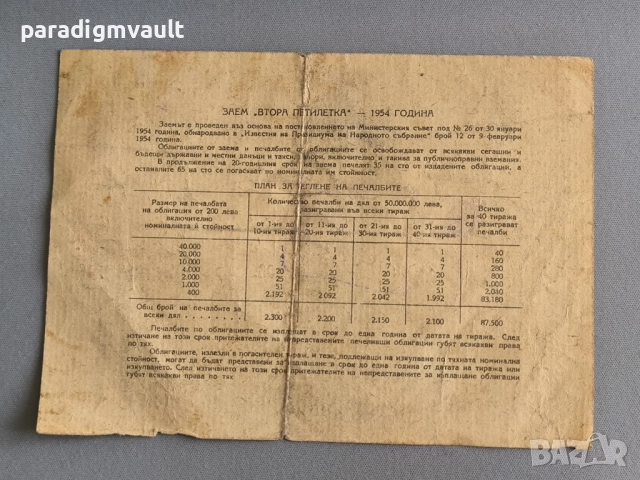 paradigmvault
ЗАЕМ „ВТОРА ПЕТИЛЕТКА" — 1954 ГОДИНА
Заемът е проведен въз основа на постановлението на Министерския съвет под № 26 от 30 януари
1954 година, обнародвано в „Известия на Президиума на Народното събрание" брой 12 от 9 февруари
1954 година.
Облигациите от заема и печалбите от облигациите се освобождават от всякакви сегашни и
бъдещи държавни и местни данъци и такси, сбори, включително и такива за публичноправни вземания.
В продължение на 20-годишния срок на заема печелят 35 на сто от издадените облигации, а
останалите 65 на сто се погасяват по номиналната им стойност.
ПЛАН ЗА ТЕГЛЕНЕ НА ПЕЧАЛБИТЕ
Размер на печалбата
на облигация от 200 лева
включително
номиналната ѝ стойност
Количество печалби на дял от 50.000.000 лева,
разигравани във всеки тираж
от 1-ия до
10-ия тираж
от 11-ия до
20-ия тираж
от 21-ия до
30-ия тираж
от 31-ия до
40-ия тираж
Всичко
за 40 тиража
се разиграват
печалби
40.000 1 1 1 1 40
20.000 4 4 4 4 160
10.000 7 7 7 7 280
4.000 20 20 20 20 800
2.000 25 25 25 25 1.000
1.000 51 51 51 51 2.040
400 2.192 2.092 2.042 1.992 83.180
Общ брой на печалбите за
всеки дял 2.300 2.200 2.150 2.100 87.500
Печалбите по облигациите се изплащат в срок до една година от датата на тиража. След
изтичане на този срок притежателите на непредставените печеливши облигации губят всякакви права
по тях.
Облигациите, излезли в погасителен тираж, и тези, подлежащи на изкупуване по тяхната номинална
стойност, могат да бъдат представени за изплащане в срок до една година от датата на тиража или
изкупването. След изтичането на този срок притежателите на непредставените за изплащане облигации
губят всякакви права по тях.
BAZAR